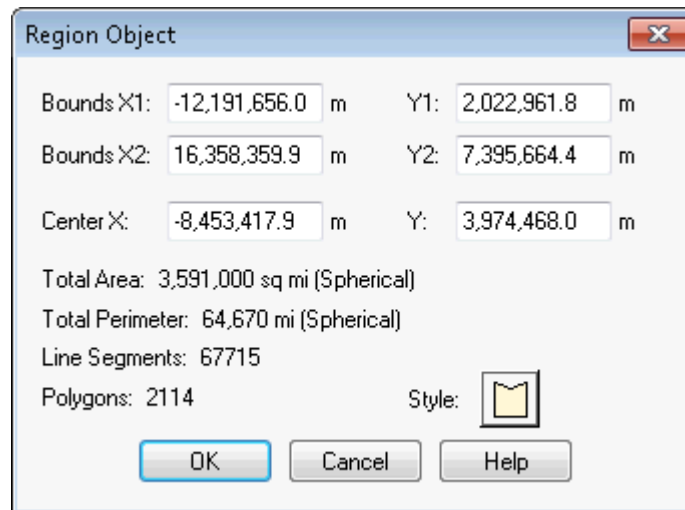 Region Object
Bounds X1: -12,191,656.0 m Y1: 2,022,961.8 m
Bounds X2: 16,358,359.9 m Y2: 7,395,664.4 m
Center X: -8,453,417.9 m Y: 3,974,468.0 m
Total Area: 3,591,000 sq mi (Spherical)
Total Perimeter: 64,670 mi (Spherical)
Line Segments: 67715
Polygons: 2114 Style:
OK Cancel Help